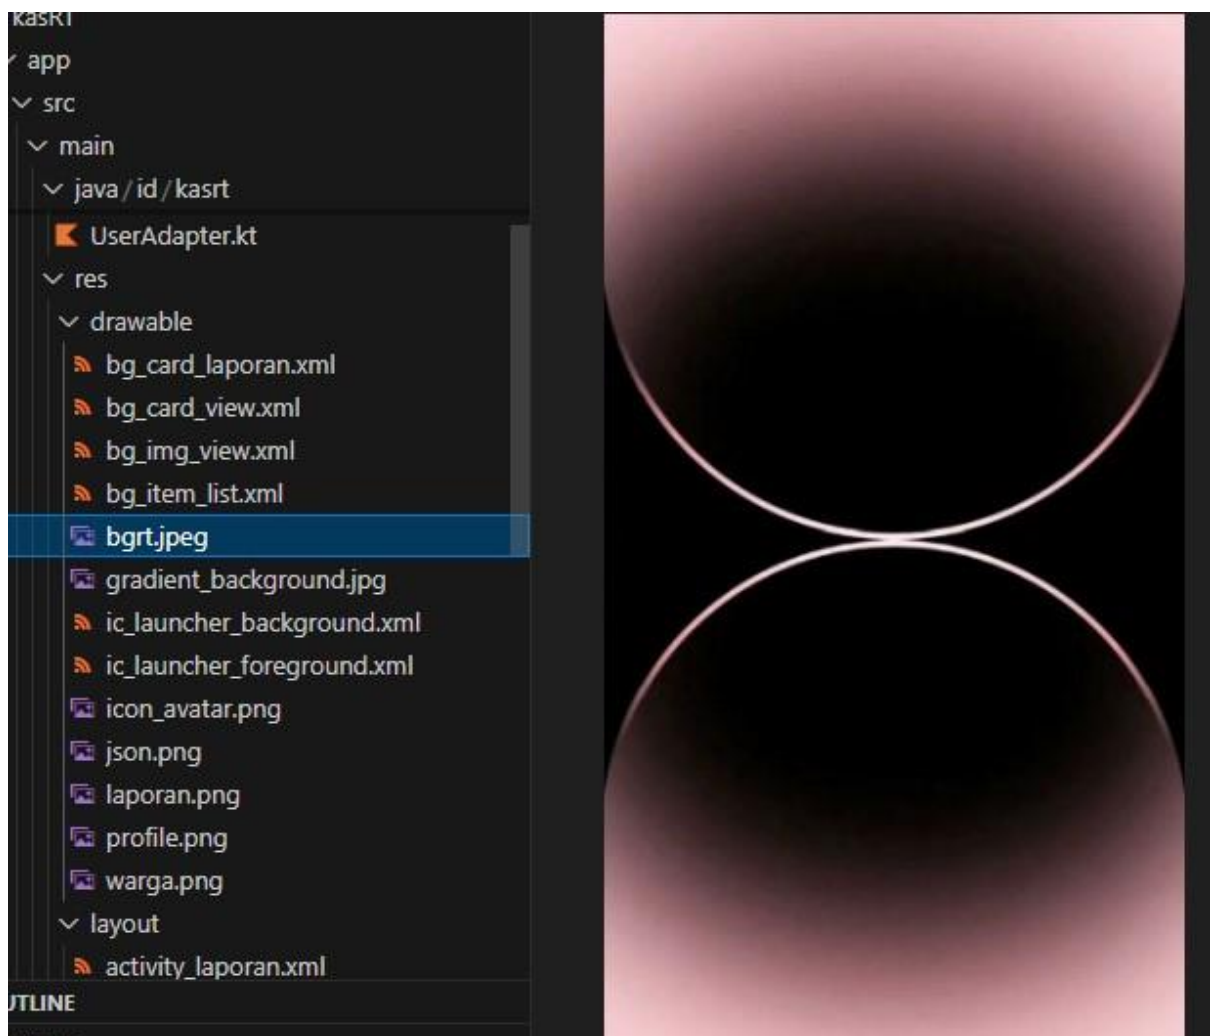 kasRT
app
src
main
java/id/kasrt
UserAdapter.kt
res
drawable
bg_card_laporan.xml
bg_card_view.xml
bg_img_view.xml
bg_item_list.xml
bgrt.jpeg
gradient_background.jpg
ic_launcher_background.xml
ic_launcher_foreground.xml
icon_avatar.png
json.png
laporan.png
profile.png
warga.png
layout
activity_laporan.xml
UTLINE